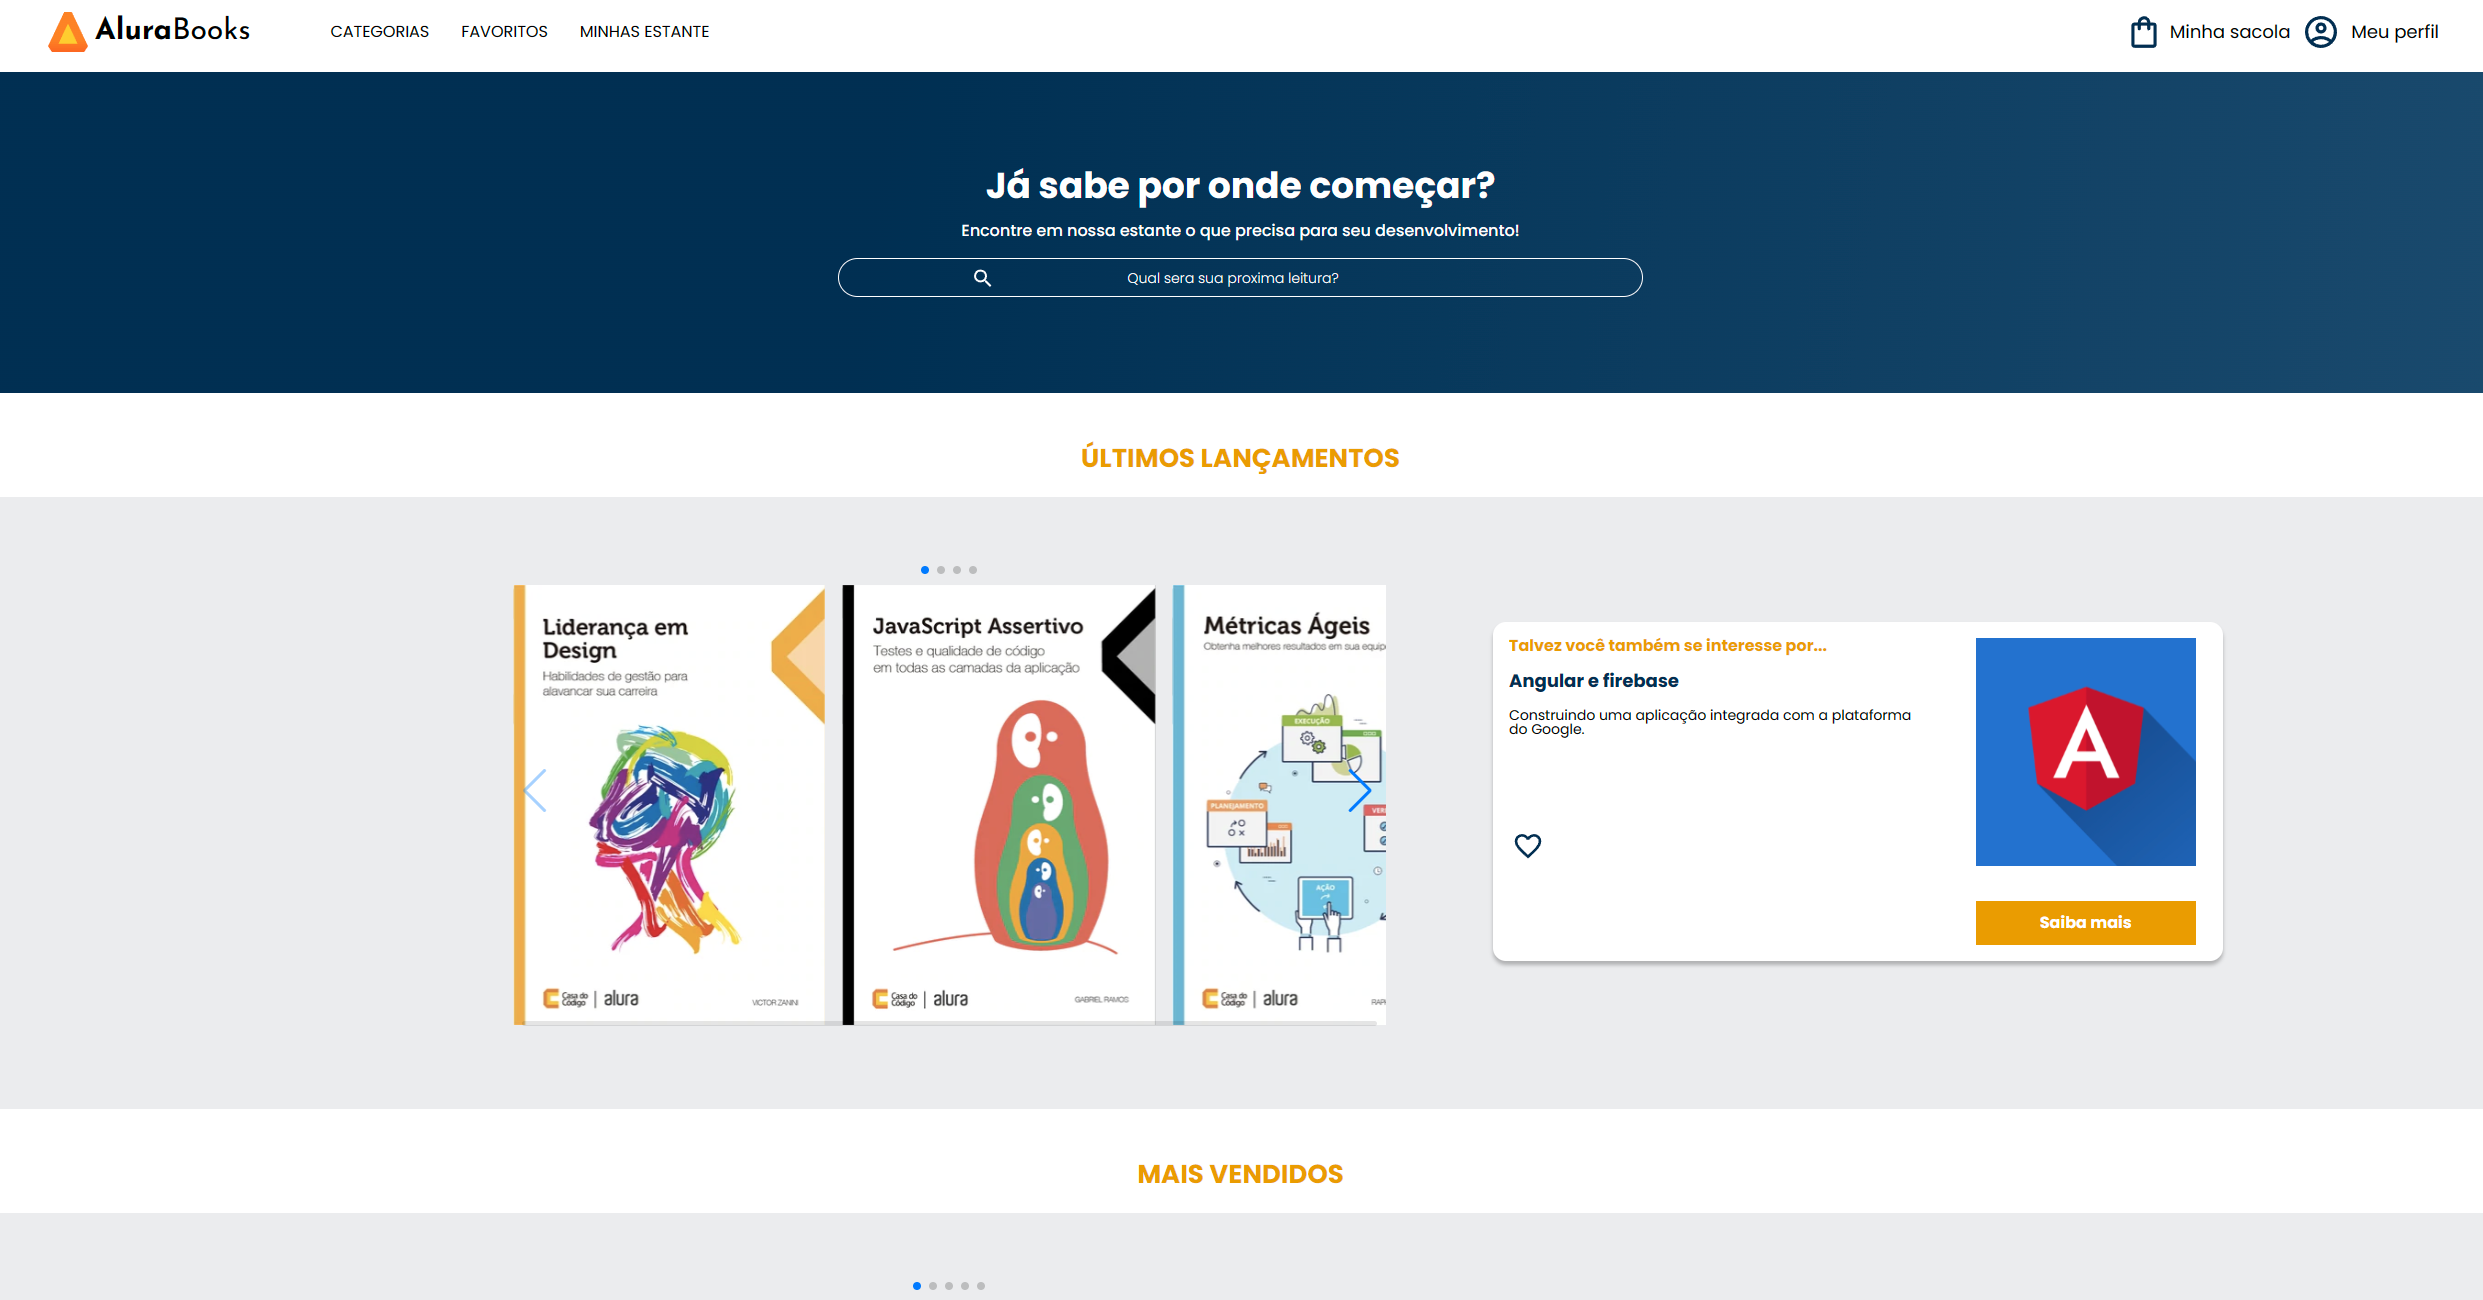 AluraBooks
CATEGORIAS
FAVORITOS
MINHAS ESTANTE
Minha sacola
Meu perfil
Já sabe por onde começar?
Encontre em nossa estante o que precisa para seu desenvolvimento!
Qual sera sua proxima leitura?
ÚLTIMOS LANÇAMENTOS
Liderança em
Design
Habilidades de gestão para
alavancar sua carreira
Casa do
Código
alura
VICTOR ZANINI
JavaScript Assertivo
Testes e qualidade de código
em todas as camadas da aplicação
Casa do
Código
alura
GABRIEL RAMOS
Métricas Ágeis
Obtenha melhores resultados em sua equip
EXECUÇÃO
PLANEJAMENTO
VER
AÇÃO
Casa do
Código
alura
Talvez você também se interesse por...
Angular e firebase
Construindo uma aplicação integrada com a plataforma
do Google.
A
Saiba mais
MAIS VENDIDOS